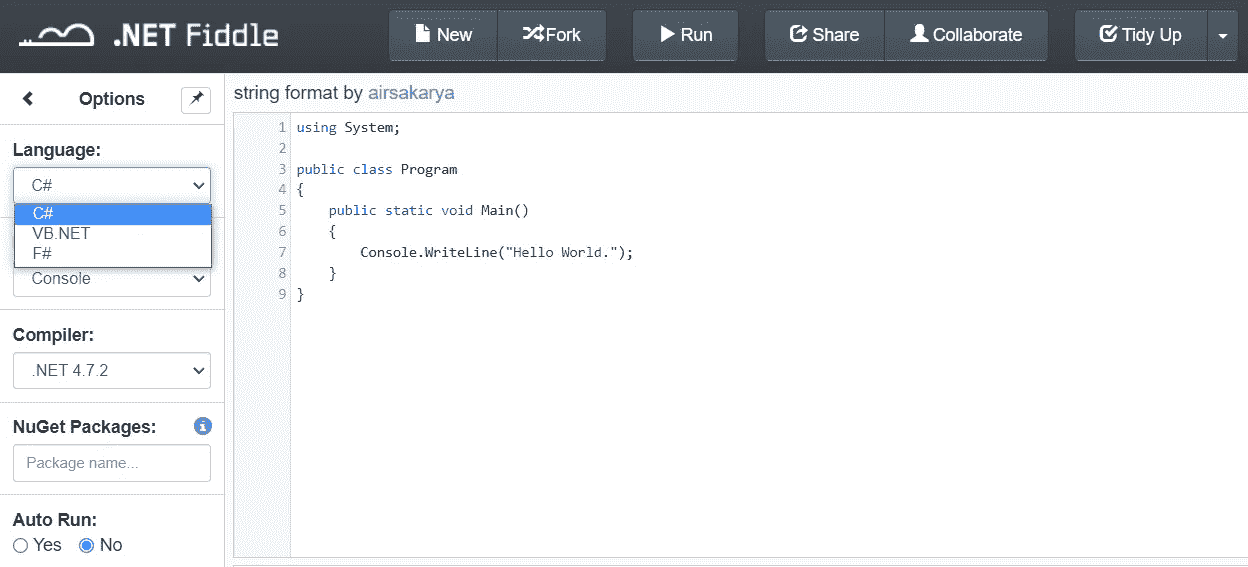 .NET Fiddle
New
Fork
Run
Share
Collaborate
Tidy Up
Options
Language:
C#
C#
VB.NET
F#
Console
Compiler:
.NET 4.7.2
NuGet Packages:
Package name...
Auto Run:
Yes No
string format by airsakarya
1 using System;
2
3 public class Program
4 {
5     public static void Main()
6     {
7         Console.WriteLine("Hello World.");
8     }
9 }